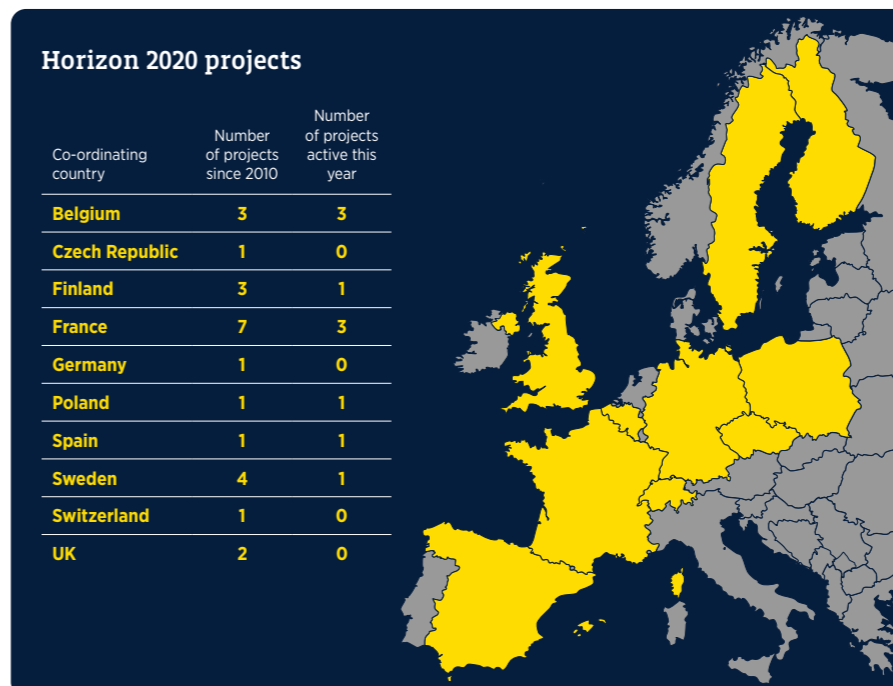 Horizon 2020 projects
Co-ordinating
country
Number
of projects
since 2010
Number
of projects
active this
year
Belgium 3 3
Czech Republic 1 0
Finland 3 1
France 7 3
Germany 1 0
Poland 1 1
Spain 1 1
Sweden 4 1
Switzerland 1 0
UK 2 0